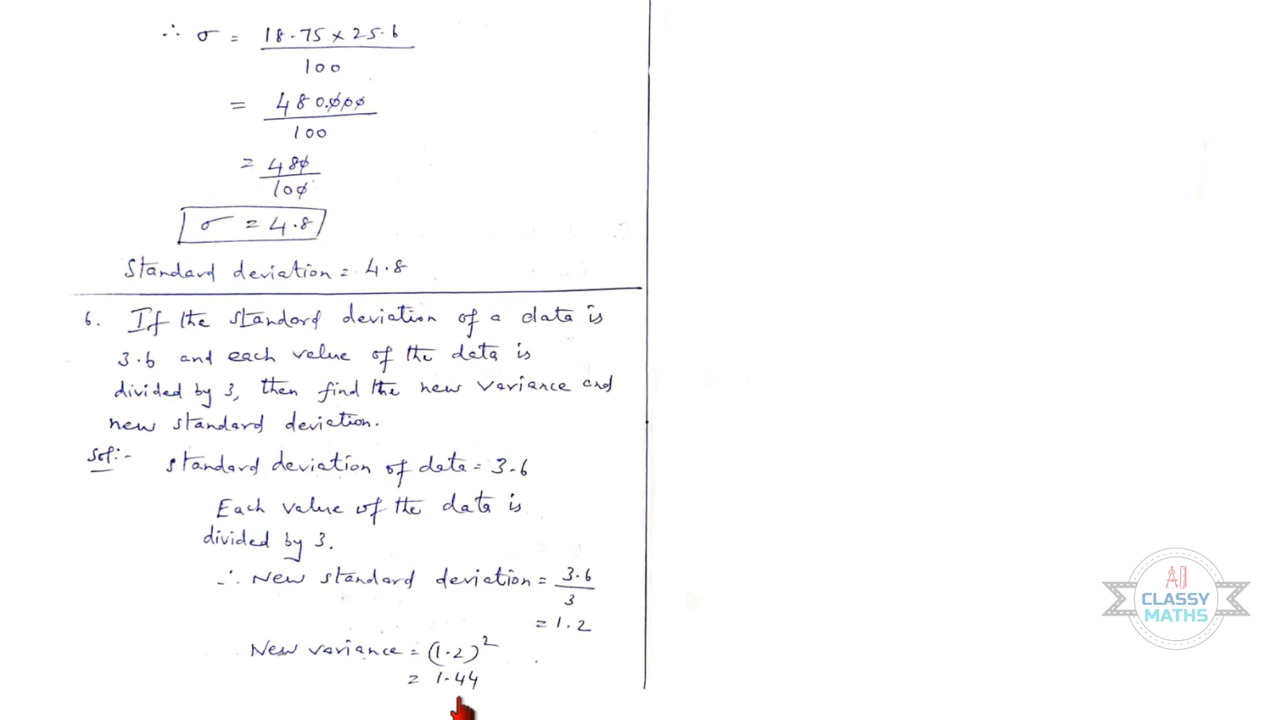 ∴ σ = 18.75 × 25.6
100
= 480.000
100
= 480
100
σ = 4.8
Standard deviation = 4.8
6. If the standard deviation of a data is
3.6 and each value of the data is
divided by 3, then find the new variance and
new standard deviation.
Sol:- Standard deviation of data = 3.6
Each value of the data is
divided by 3.
∴ New standard deviation = 3.6
3
= 1.2
New variance = (1.2)²
= 1.44
CLASSY
MATHS